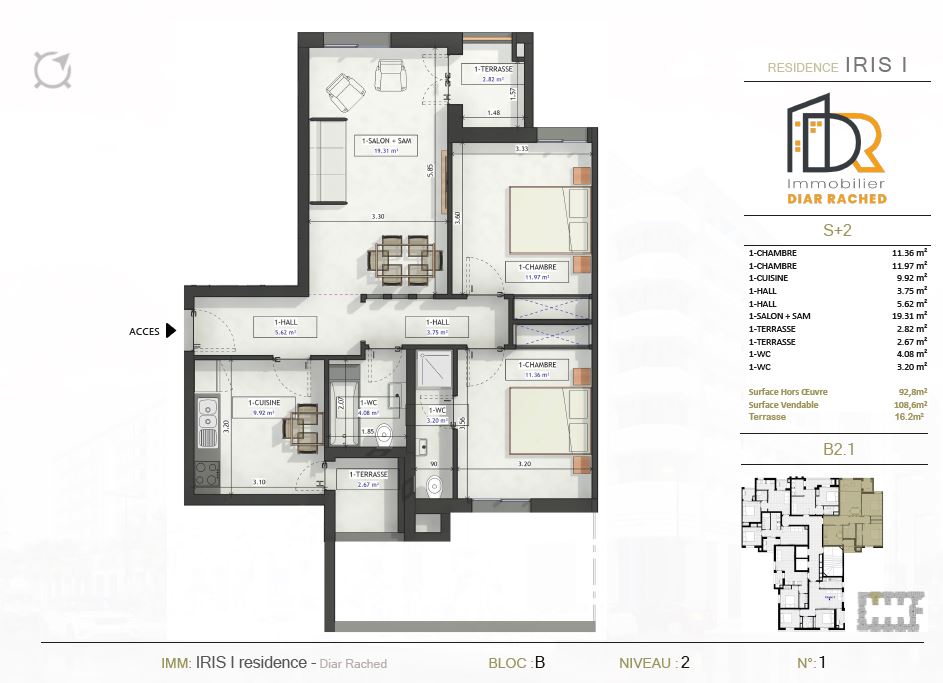 1-TERRASSE
2.82 m²
1.57
1.48
1-SALON + SAM
19.31 m²
5.85
3.30
3.33
3.60
1-CHAMBRE
11.97 m²
ACCES
1-HALL
5.62 m²
1-HALL
3.75 m²
1-CHAMBRE
11.36 m²
1-CUISINE
9.92 m²
3.20
3.10
2.07
1-WC
4.08 m²
1.85
1-WC
3.20 m²
90
3.56
3.20
1-TERRASSE
2.67 m²
RESIDENCE IRIS I
DR
Immobilier
DIAR RACHED
S+2
1-CHAMBRE 11.36 m²
1-CHAMBRE 11.97 m²
1-CUISINE 9.92 m²
1-HALL 3.75 m²
1-HALL 5.62 m²
1-SALON + SAM 19.31 m²
1-TERRASSE 2.82 m²
1-TERRASSE 2.67 m²
1-WC 4.08 m²
1-WC 3.20 m²
Surface Hors Œuvre 92,8m²
Surface Vendable 108,6m²
Terrasse 16.2m²
B2.1
IMM: IRIS I residence - Diar Rached
BLOC : B
NIVEAU : 2
N°: 1